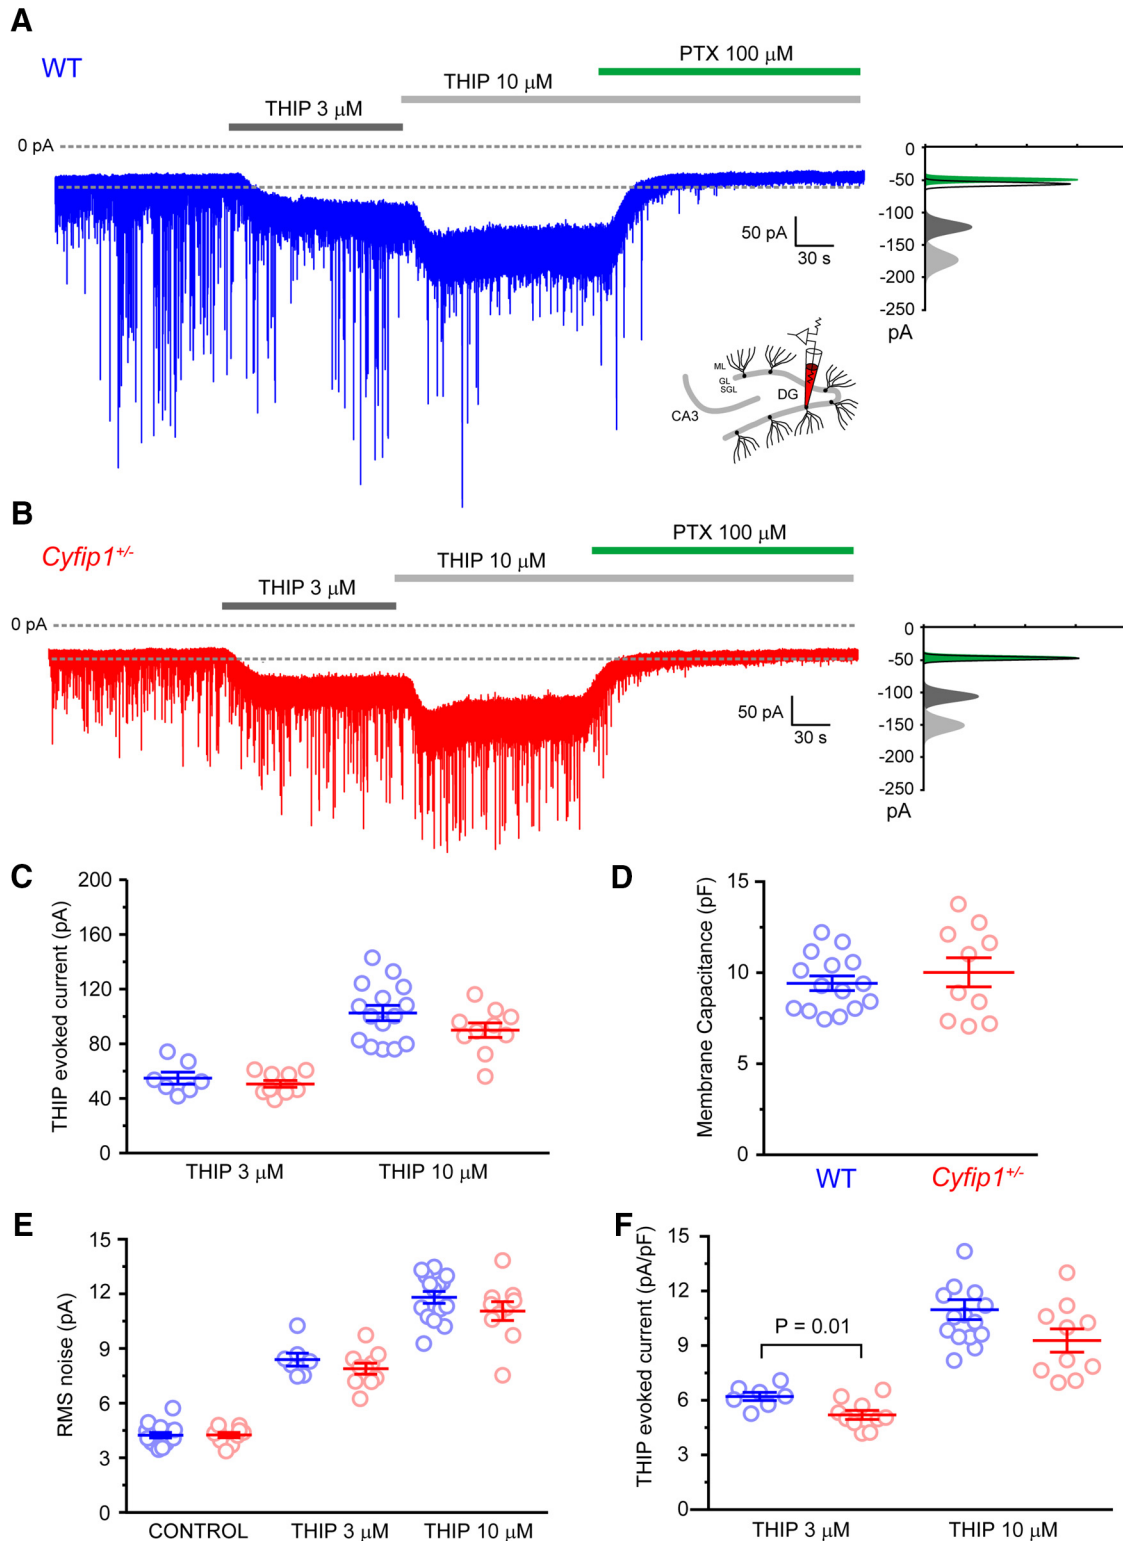 A
WT
PTX 100 µM
THIP 10 µM
THIP 3 µM
0 pA
50 pA
30 s
0
-50
-100
-150
-200
-250
pA
ML
GL
SGL
DG
CA3
B
Cyfip1+/-
PTX 100 µM
THIP 10 µM
THIP 3 µM
0 pA
50 pA
30 s
0
-50
-100
-150
-200
-250
pA
C
THIP evoked current (pA)
200
160
120
80
40
0
THIP 3 µM
THIP 10 µM
D
Membrane Capacitance (pF)
15
10
5
0
WT
Cyfip1+/-
E
RMS noise (pA)
15
12
9
6
3
0
CONTROL
THIP 3 µM
THIP 10 µM
F
THIP evoked current (pA/pF)
15
12
9
6
3
0
P = 0.01
THIP 3 µM
THIP 10 µM